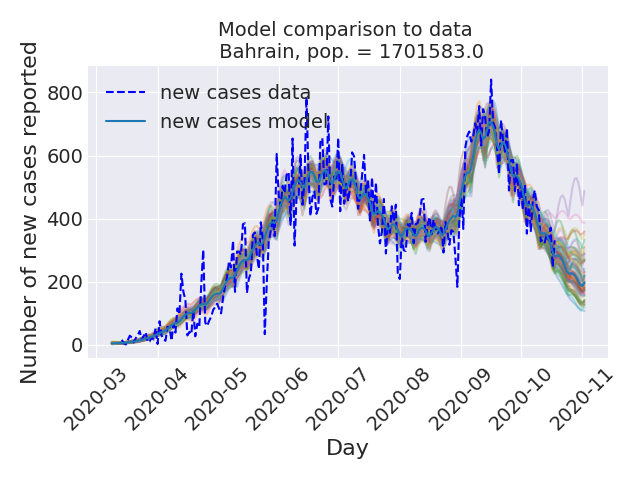 Model comparison to data
Bahrain, pop. = 1701583.0
Number of new cases reported
800
600
400
200
0
new cases data
new cases model
2020-03
2020-04
2020-05
2020-06
2020-07
2020-08
2020-09
2020-10
2020-11
Day